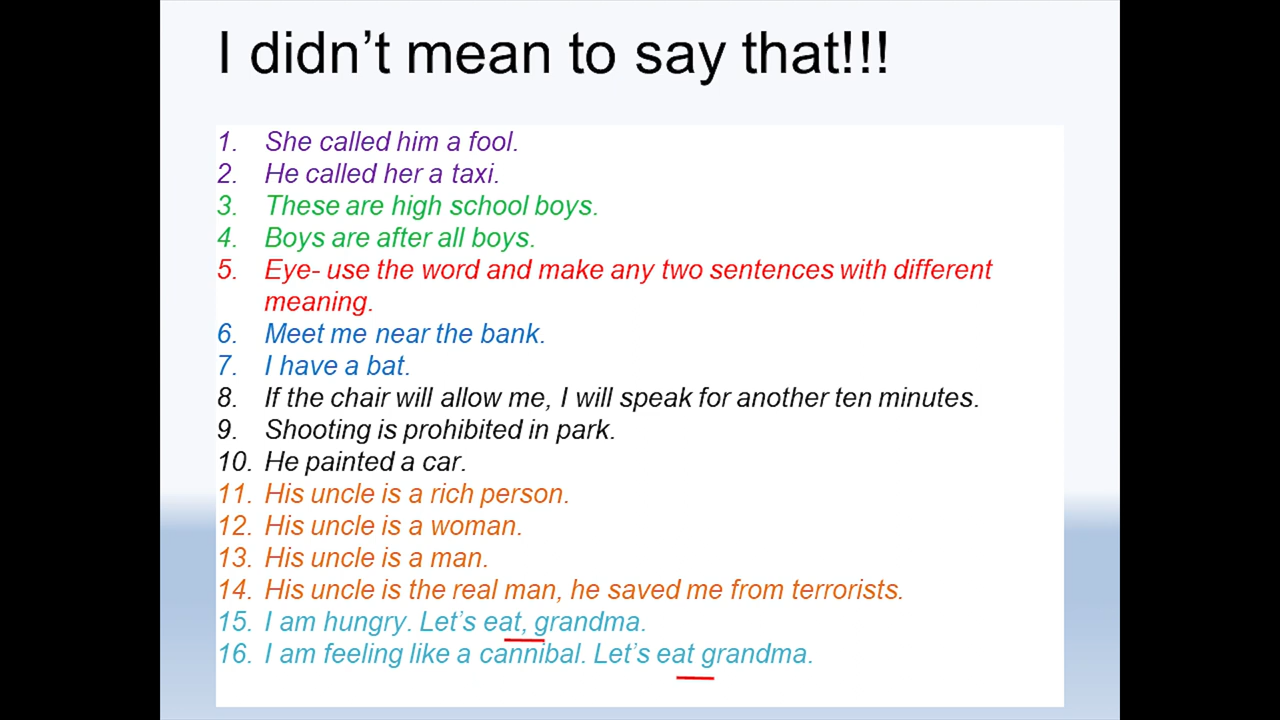 I didn’t mean to say that!!!
1. She called him a fool.
2. He called her a taxi.
3. These are high school boys.
4. Boys are after all boys.
5. Eye- use the word and make any two sentences with different
meaning.
6. Meet me near the bank.
7. I have a bat.
8. If the chair will allow me, I will speak for another ten minutes.
9. Shooting is prohibited in park.
10. He painted a car.
11. His uncle is a rich person.
12. His uncle is a woman.
13. His uncle is a man.
14. His uncle is the real man, he saved me from terrorists.
15. I am hungry. Let’s eat, grandma.
16. I am feeling like a cannibal. Let’s eat grandma.